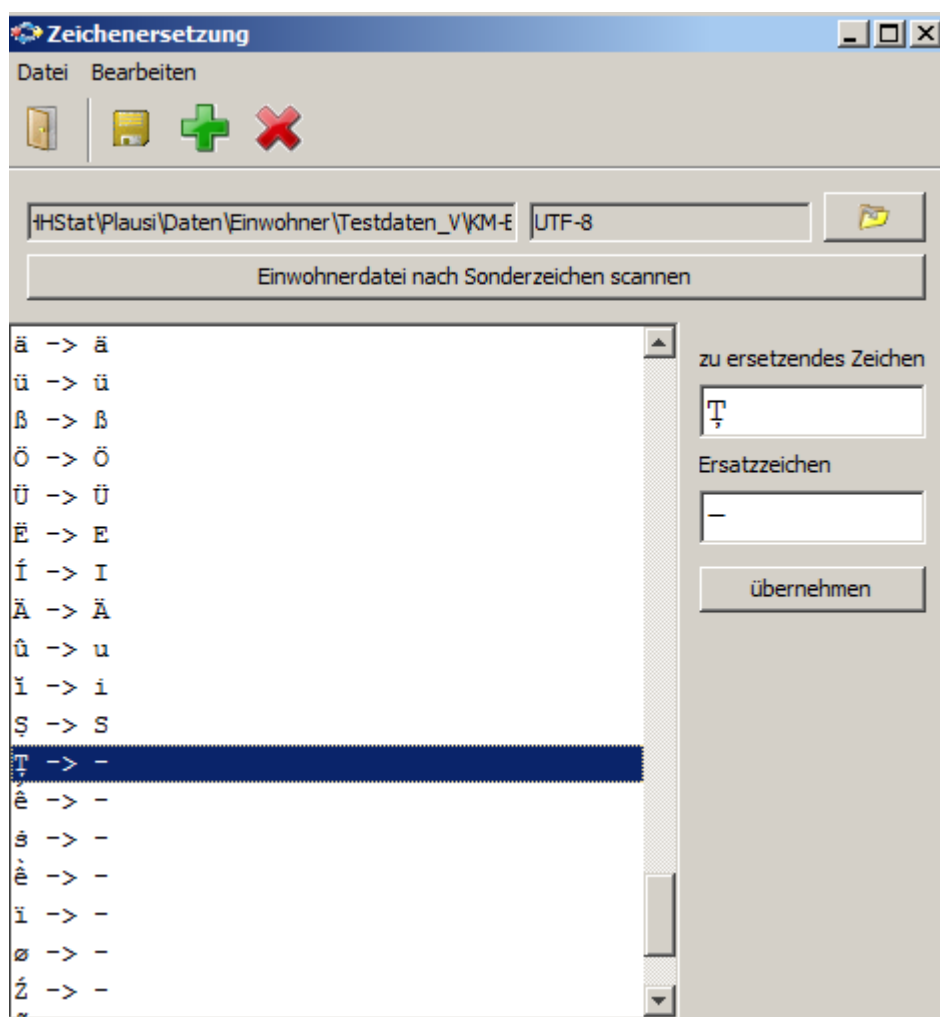 Zeichenersetzung
Datei Bearbeiten
HHStat\Plausi\Daten\Einwohner\Testdaten_V\KM-E UTF-8
Einwohnerdatei nach Sonderzeichen scannen
ä -> ä
ü -> ü
ß -> ß
Ö -> Ö
Ü -> Ü
Ë -> E
Í -> I
Ä -> Ä
û -> u
ĭ -> i
Ş -> S
Ţ -> -
ế -> -
ṡ -> -
ề -> -
ï -> -
ø -> -
Ź -> -
zu ersetzendes Zeichen
Ţ
Ersatzzeichen
-
übernehmen